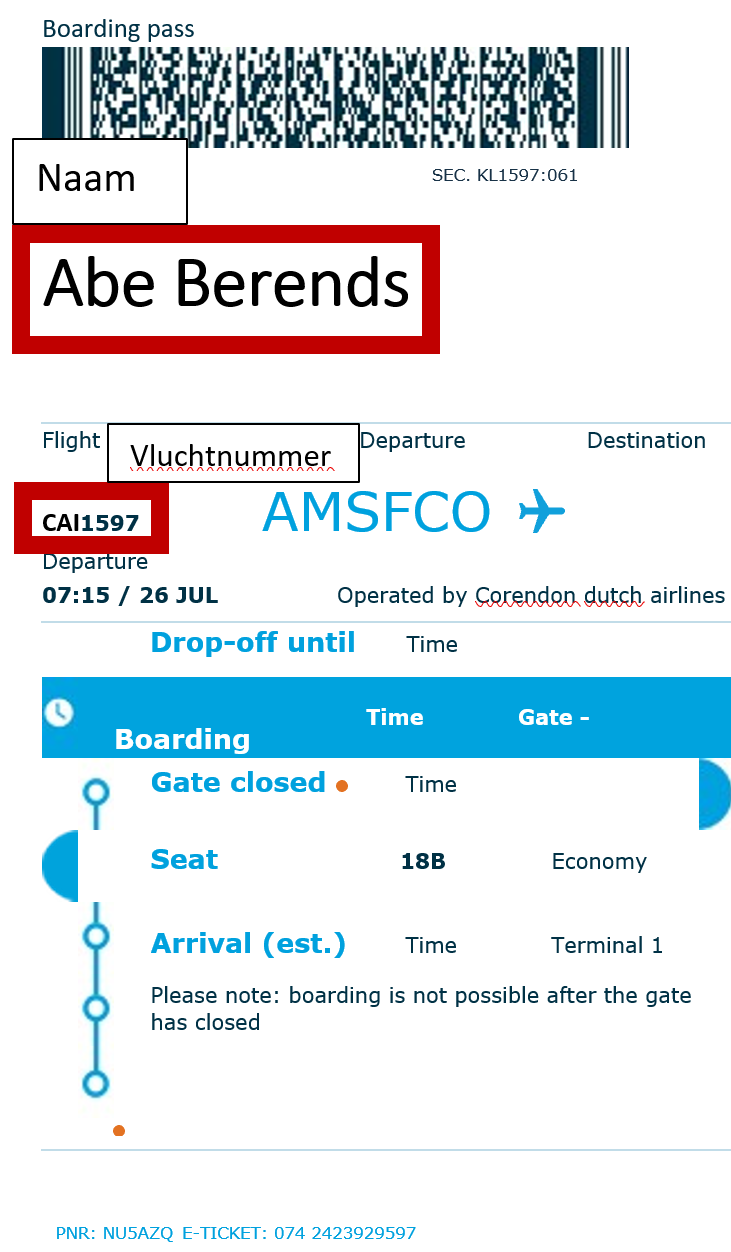 Boarding pass
SEC. KL1597:061
Naam
Abe Berends
Flight Vluchtnummer Departure Destination
CAI1597 AMSFCO
Departure
07:15 / 26 JUL Operated by Corendon dutch airlines
Drop-off until Time
Boarding Time Gate -
Gate closed Time
Seat 18B Economy
Arrival (est.) Time Terminal 1
Please note: boarding is not possible after the gate
has closed
PNR: NU5AZQ E-TICKET: 074 2423929597